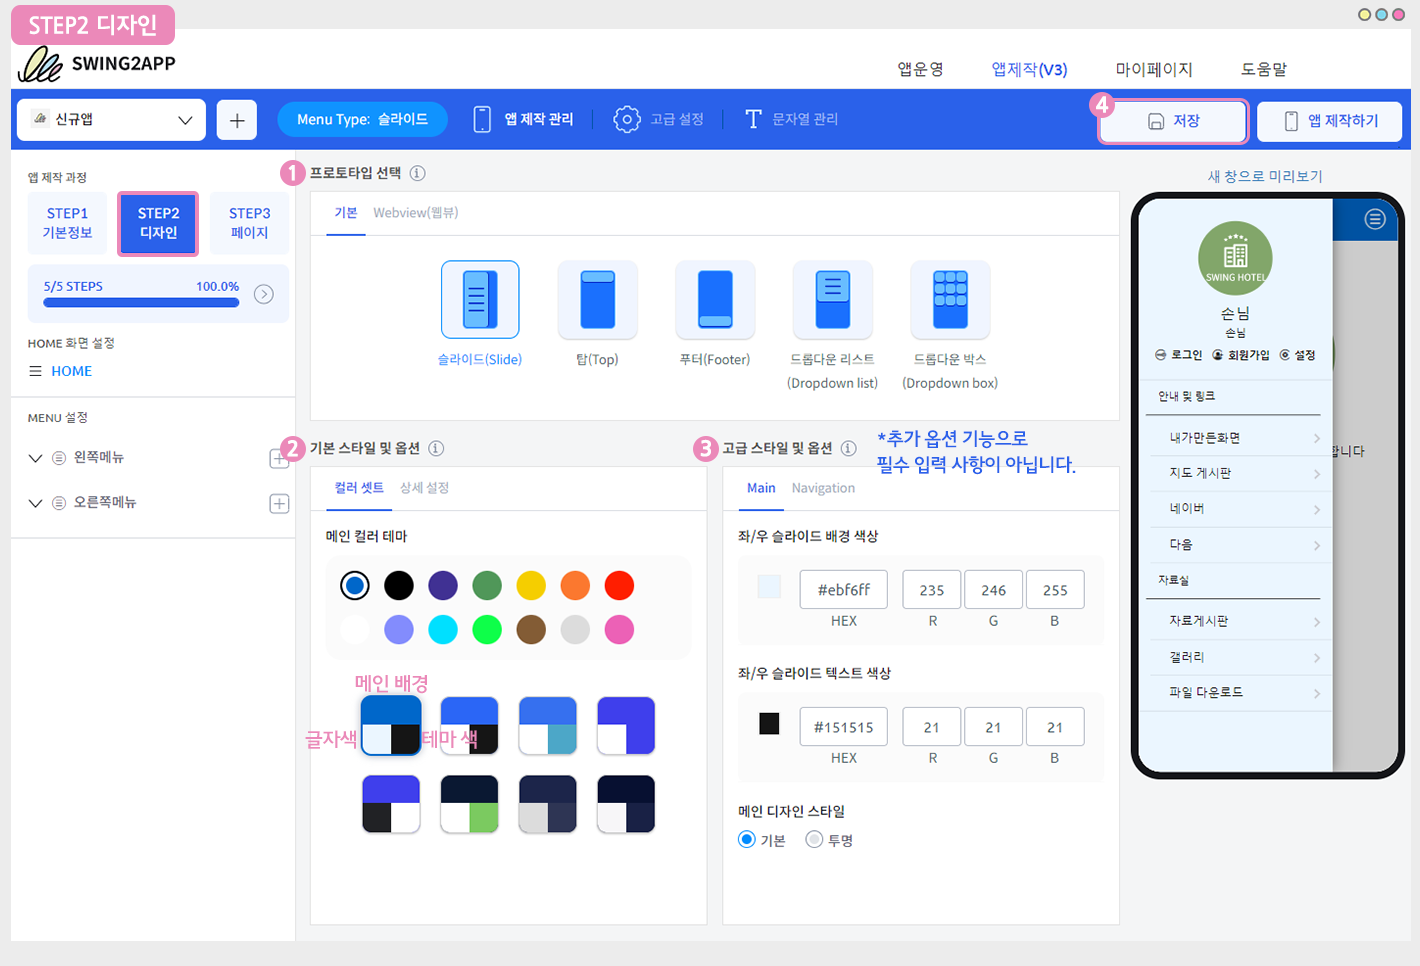 STEP2 디자인
SWING2APP
앱운영
앱제작(V3)
마이페이지
도움말
신규앱
Menu Type: 슬라이드
앱 제작 관리
고급 설정
문자열 관리
4
저장
앱 제작하기
앱 제작 과정
STEP1
기본정보
STEP2
디자인
STEP3
페이지
5/5 STEPS
100.0%
HOME 화면 설정
HOME
MENU 설정
왼쪽메뉴
오른쪽메뉴
1 프로토타입 선택
기본
Webview(웹뷰)
슬라이드(Slide)
탑(Top)
푸터(Footer)
드롭다운 리스트
(Dropdown list)
드롭다운 박스
(Dropdown box)
2 기본 스타일 및 옵션
컬러 셋트
상세 설정
메인 컬러 테마
메인 배경
글자색
테마 색
3 고급 스타일 및 옵션
*추가 옵션 기능으로
필수 입력 사항이 아닙니다.
Main
Navigation
좌/우 슬라이드 배경 색상
#ebf6ff
235
246
255
HEX
R
G
B
좌/우 슬라이드 텍스트 색상
#151515
21
21
21
HEX
R
G
B
메인 디자인 스타일
기본
투명
새 창으로 미리보기
SWING HOTEL
손님
손님
로그인
회원가입
설정
안내 및 링크
내가만든화면
지도 게시판
네이버
다음
자료실
자료게시판
갤러리
파일 다운로드
합니다